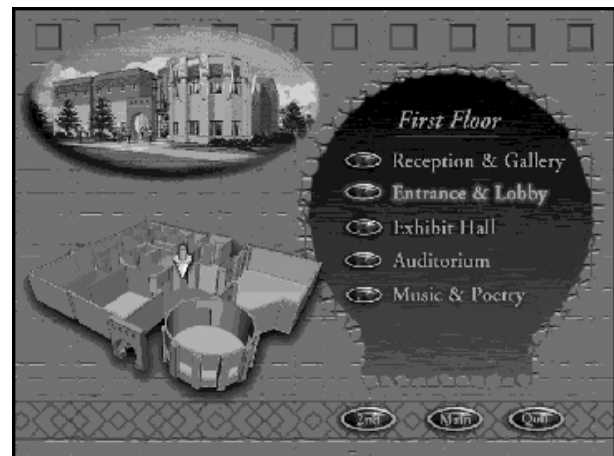 First Floor
Reception & Gallery
Entrance & Lobby
Exhibit Hall
Auditorium
Music & Poetry
2nd Main Quit